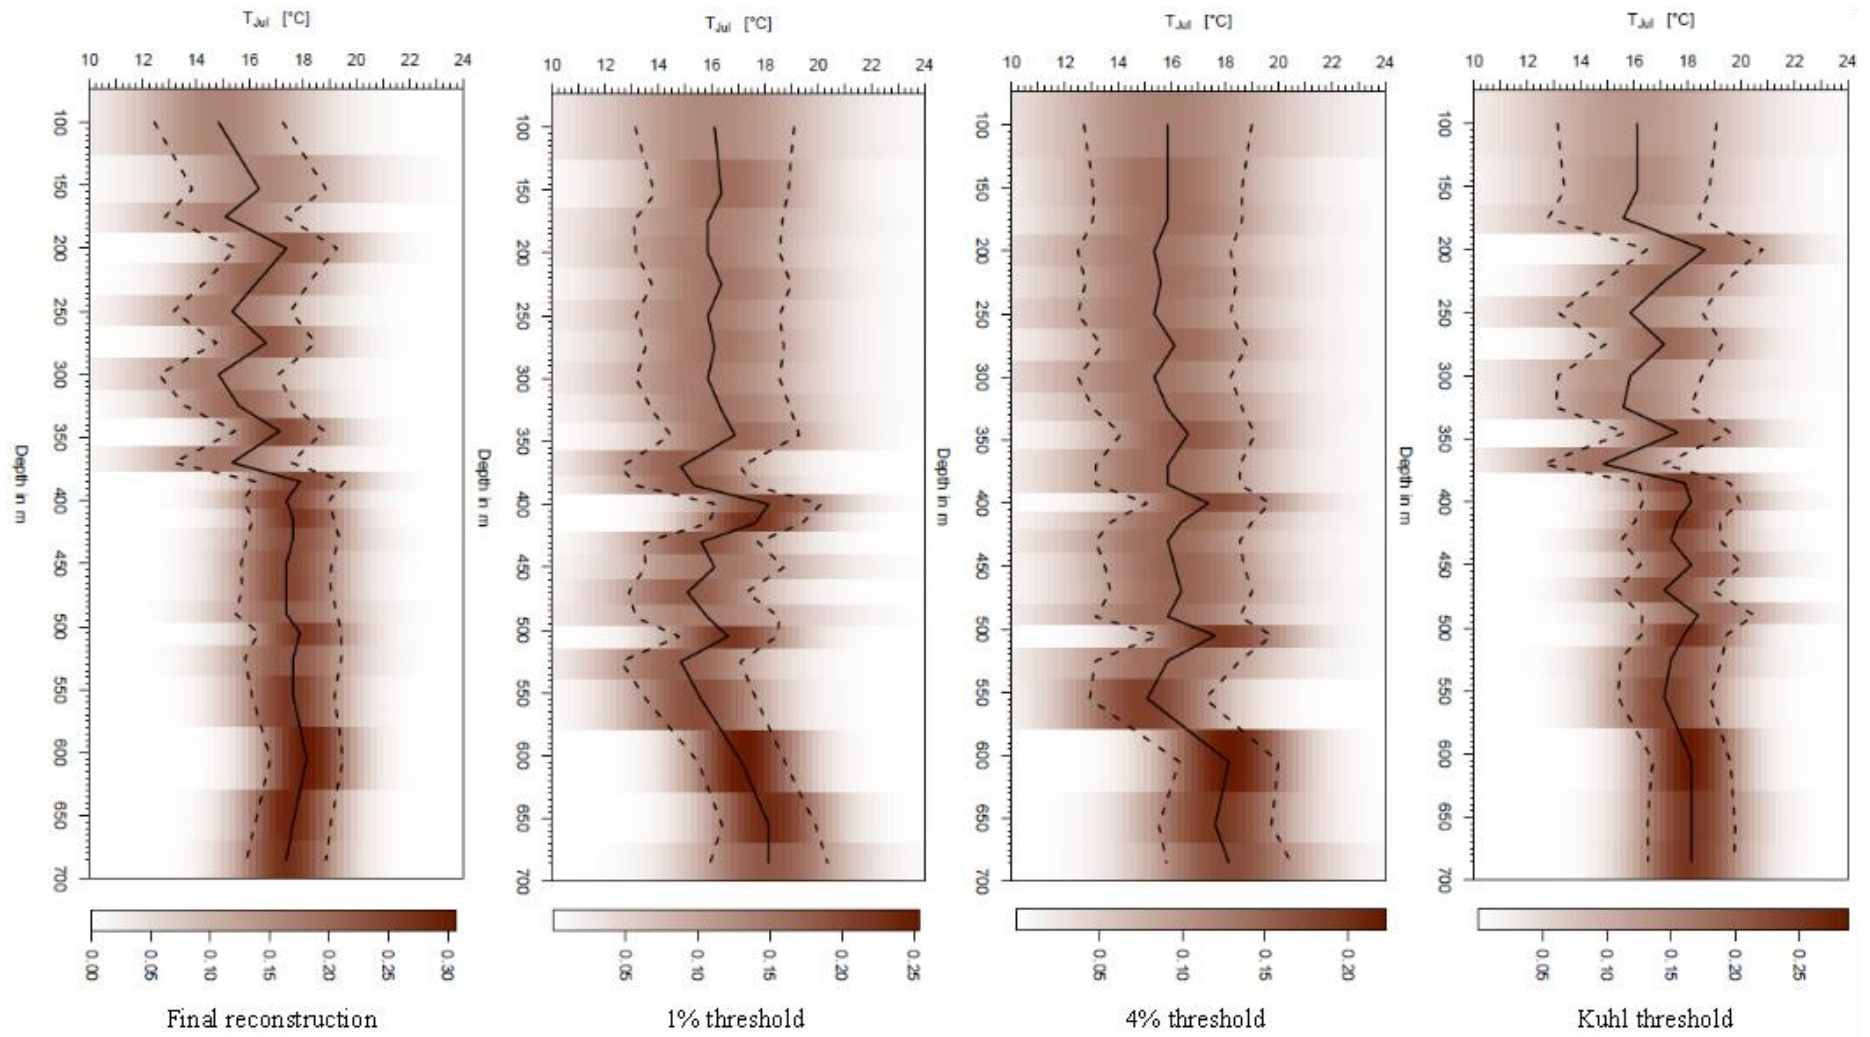 T_Jul [°C]
10 12 14 16 18 20 22 24
100
150
200
250
300
350
400
450
500
550
600
650
700
Depth in m
0.00 0.05 0.10 0.15 0.20 0.25 0.30
Final reconstruction
T_Jul [°C]
10 12 14 16 18 20 22 24
100
150
200
250
300
350
400
450
500
550
600
650
700
Depth in m
0.05 0.10 0.15 0.20 0.25
1% threshold
T_Jul [°C]
10 12 14 16 18 20 22 24
100
150
200
250
300
350
400
450
500
550
600
650
700
Depth in m
0.05 0.10 0.15 0.20
4% threshold
T_Jul [°C]
10 12 14 16 18 20 22 24
100
150
200
250
300
350
400
450
500
550
600
650
700
Depth in m
0.05 0.10 0.15 0.20 0.25
Kuhl threshold